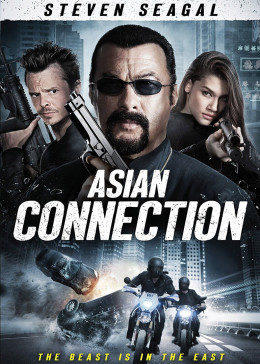 STEVEN SEAGAL
ASIAN
CONNECTION
THE BEAST IS IN THE EAST